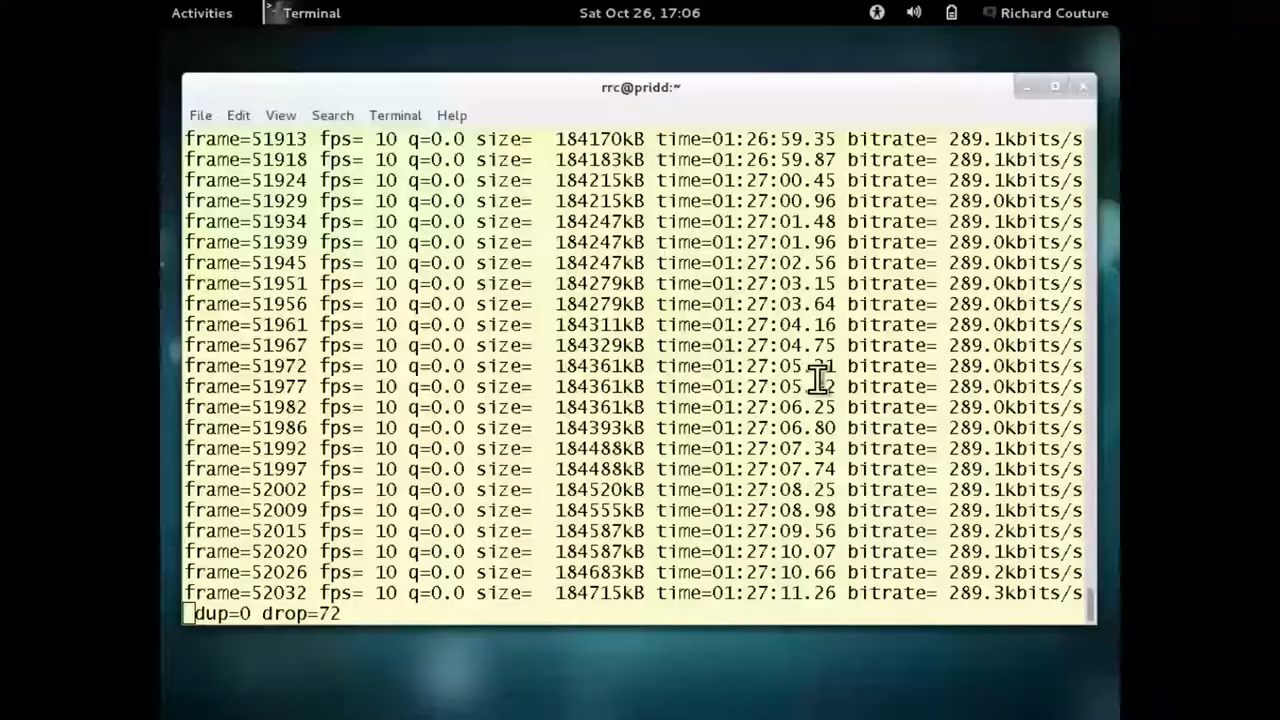 Activities Terminal Sat Oct 26, 17:06 Richard Couture
rrc@pridd:~
File Edit View Search Terminal Help
frame=51913 fps= 10 q=0.0 size=  184170kB time=01:26:59.35 bitrate= 289.1kbits/s
frame=51918 fps= 10 q=0.0 size=  184183kB time=01:26:59.87 bitrate= 289.1kbits/s
frame=51924 fps= 10 q=0.0 size=  184215kB time=01:27:00.45 bitrate= 289.1kbits/s
frame=51929 fps= 10 q=0.0 size=  184215kB time=01:27:00.96 bitrate= 289.0kbits/s
frame=51934 fps= 10 q=0.0 size=  184247kB time=01:27:01.48 bitrate= 289.1kbits/s
frame=51939 fps= 10 q=0.0 size=  184247kB time=01:27:01.96 bitrate= 289.0kbits/s
frame=51945 fps= 10 q=0.0 size=  184247kB time=01:27:02.56 bitrate= 289.0kbits/s
frame=51951 fps= 10 q=0.0 size=  184279kB time=01:27:03.15 bitrate= 289.0kbits/s
frame=51956 fps= 10 q=0.0 size=  184279kB time=01:27:03.64 bitrate= 289.0kbits/s
frame=51961 fps= 10 q=0.0 size=  184311kB time=01:27:04.16 bitrate= 289.0kbits/s
frame=51967 fps= 10 q=0.0 size=  184329kB time=01:27:04.75 bitrate= 289.0kbits/s
frame=51972 fps= 10 q=0.0 size=  184361kB bitrate= 289.0kbits/s
frame=51977 fps= 10 q=0.0 size=  184361kB bitrate= 289.0kbits/s
frame=51982 fps= 10 q=0.0 size=  184361kB time=01:27:06.25 bitrate= 289.0kbits/s
frame=51986 fps= 10 q=0.0 size=  184393kB time=01:27:06.80 bitrate= 289.0kbits/s
frame=51992 fps= 10 q=0.0 size=  184488kB time=01:27:07.34 bitrate= 289.1kbits/s
frame=51997 fps= 10 q=0.0 size=  184488kB time=01:27:07.74 bitrate= 289.1kbits/s
frame=52002 fps= 10 q=0.0 size=  184520kB time=01:27:08.25 bitrate= 289.1kbits/s
frame=52009 fps= 10 q=0.0 size=  184555kB time=01:27:08.98 bitrate= 289.1kbits/s
frame=52015 fps= 10 q=0.0 size=  184587kB time=01:27:09.56 bitrate= 289.2kbits/s
frame=52020 fps= 10 q=0.0 size=  184587kB time=01:27:10.07 bitrate= 289.1kbits/s
frame=52026 fps= 10 q=0.0 size=  184683kB time=01:27:10.66 bitrate= 289.2kbits/s
frame=52032 fps= 10 q=0.0 size=  184715kB time=01:27:11.26 bitrate= 289.3kbits/s
dup=0 drop=72